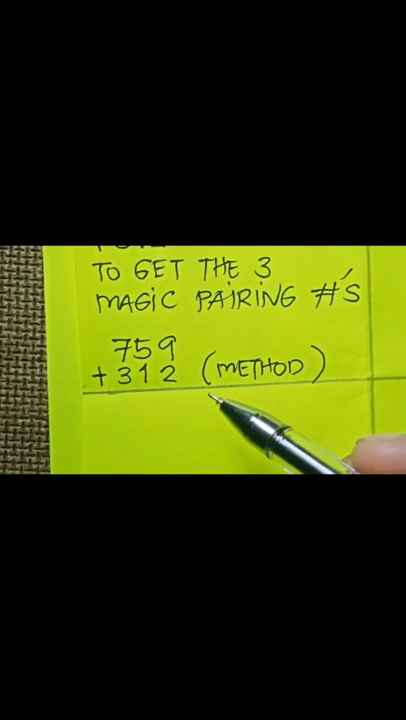 TO GET THE 3
MAGIC PAIRING #'S
759
+312 (METHOD)